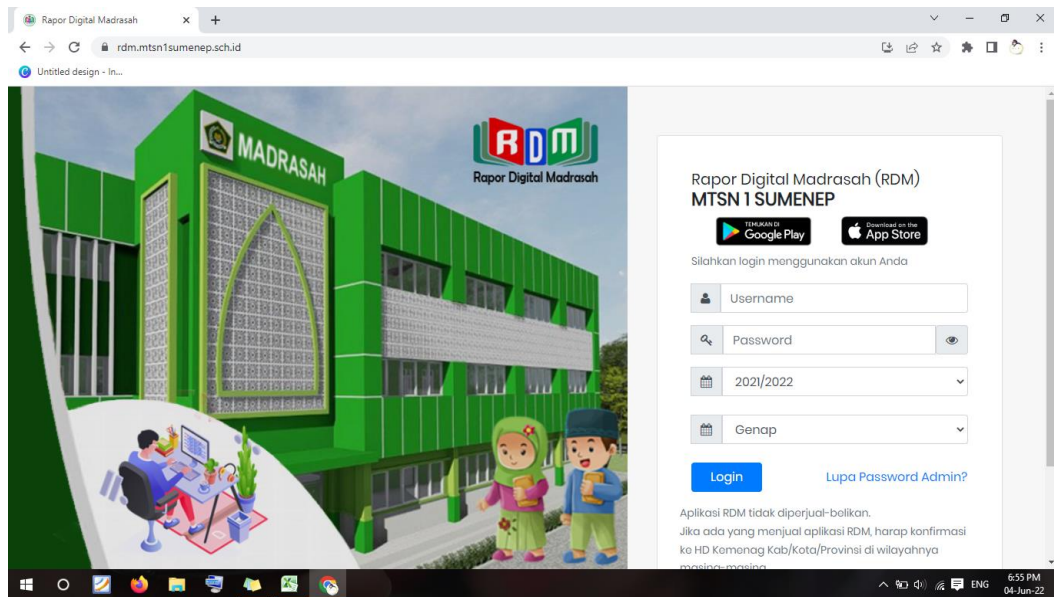 Rapor Digital Madrasah
rdm.mtsn1sumenep.sch.id
Untitled design - In...
MADRASAH
RDM
Rapor Digital Madrasah
Rapor Digital Madrasah (RDM)
MTSN 1 SUMENEP
TEMUKAN DI
Google Play
Download on the
App Store
Silahkan login menggunakan akun Anda
Username
Password
2021/2022
Genap
Login
Lupa Password Admin?
Aplikasi RDM tidak diperjual-belikan.
Jika ada yang menjual aplikasi RDM, harap konfirmasi
ke HD Kemenag Kab/Kota/Provinsi di wilayahnya
masing-masing
ENG
6:55 PM
04-Jun-22